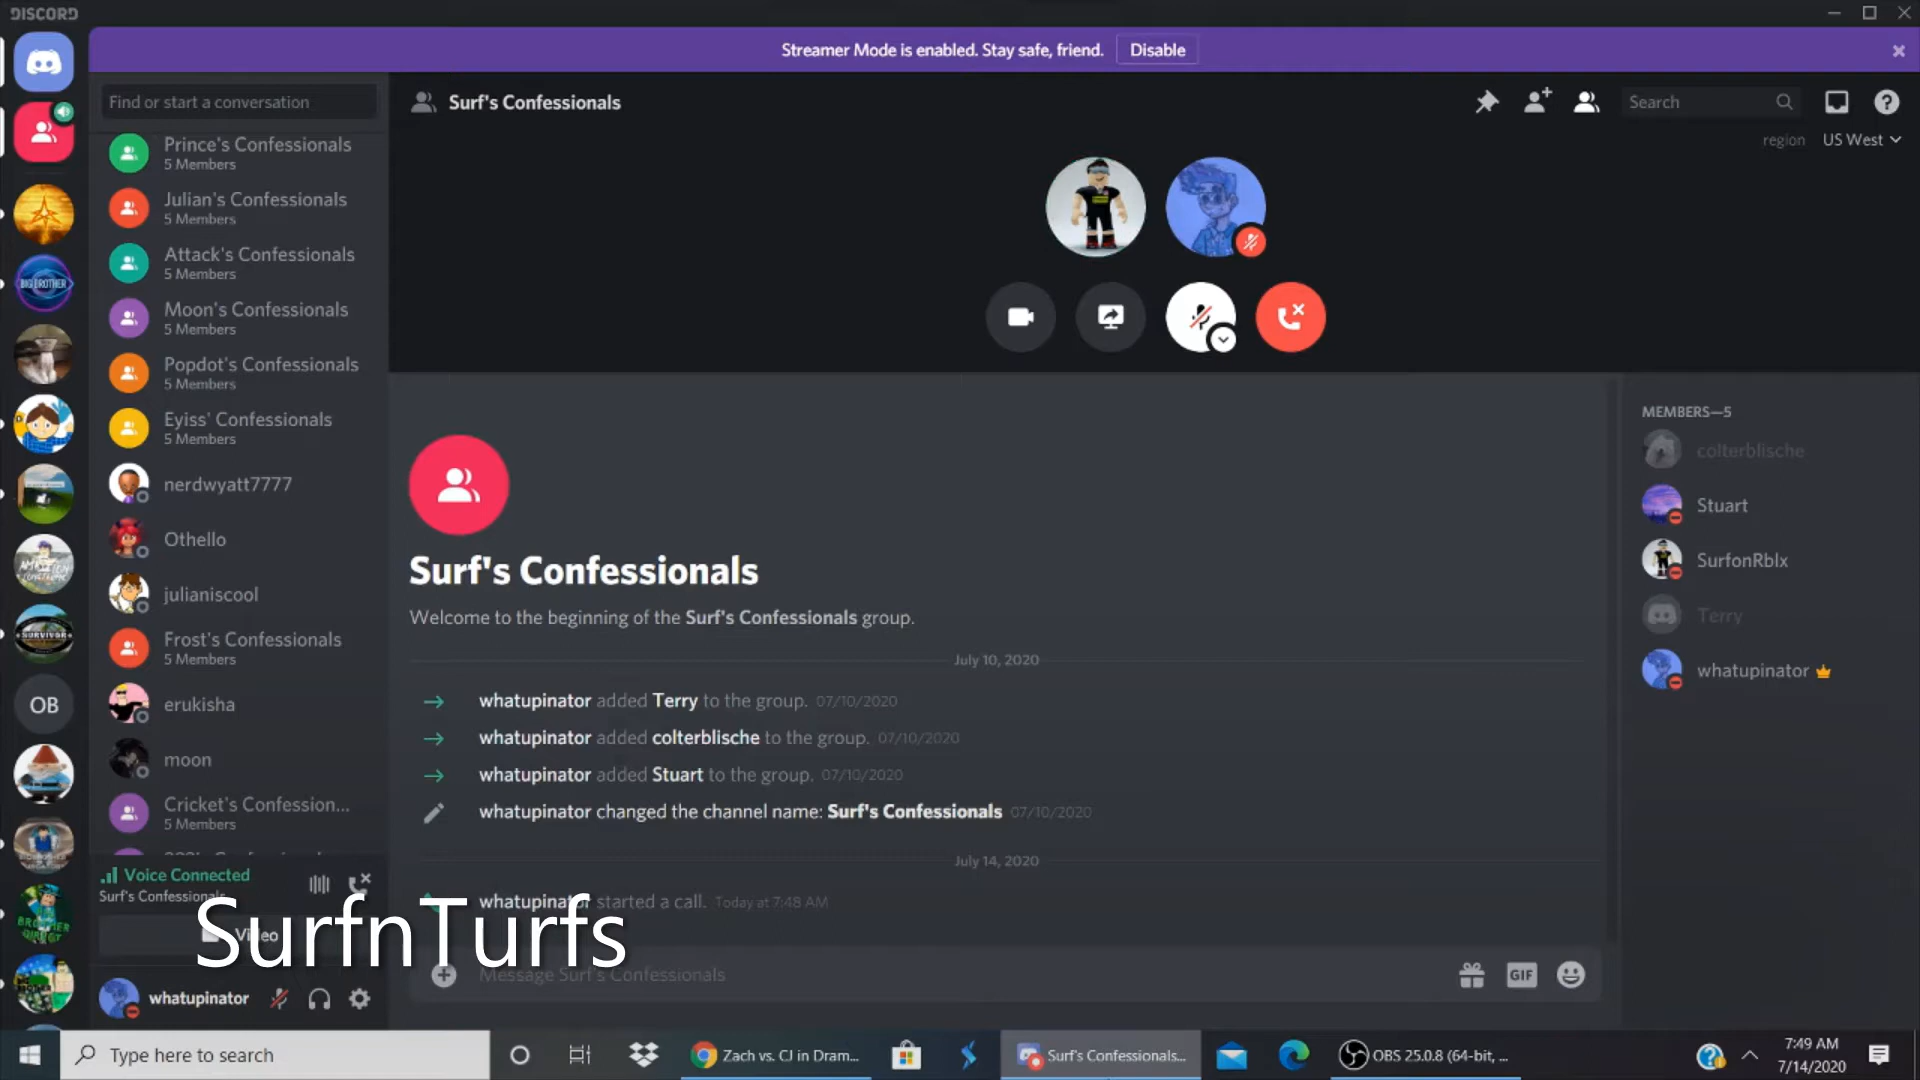 DISCORD
Streamer Mode is enabled. Stay safe, friend. Disable
Find or start a conversation
Surf's Confessionals
Search
region US West
Prince's Confessionals
5 Members
Julian's Confessionals
5 Members
Attack's Confessionals
5 Members
Moon's Confessionals
5 Members
Popdot's Confessionals
5 Members
Eyiss' Confessionals
5 Members
nerdwyatt7777
Othello
julianiscool
Frost's Confessionals
5 Members
erukisha
moon
Cricket's Confession...
5 Members
BIG BROTHER
SURVIVOR
OB
Surf's Confessionals
Welcome to the beginning of the Surf's Confessionals group.
July 10, 2020
whatupinator added Terry to the group. 07/10/2020
whatupinator added colterblische to the group. 07/10/2020
whatupinator added Stuart to the group. 07/10/2020
whatupinator changed the channel name: Surf's Confessionals 07/10/2020
July 14, 2020
whatupinator started a call. Today at 7:48 AM
Message Surf's Confessionals
GIF
MEMBERS—5
colterblische
Stuart
SurfonRblx
Terry
whatupinator
Voice Connected
Surf's Confessionals
Video
SurfnTurfs
whatupinator
Type here to search
Zach vs. CJ in Dram...
Surf's Confessionals...
OBS 25.0.8 (64-bit, ...
7:49 AM
7/14/2020